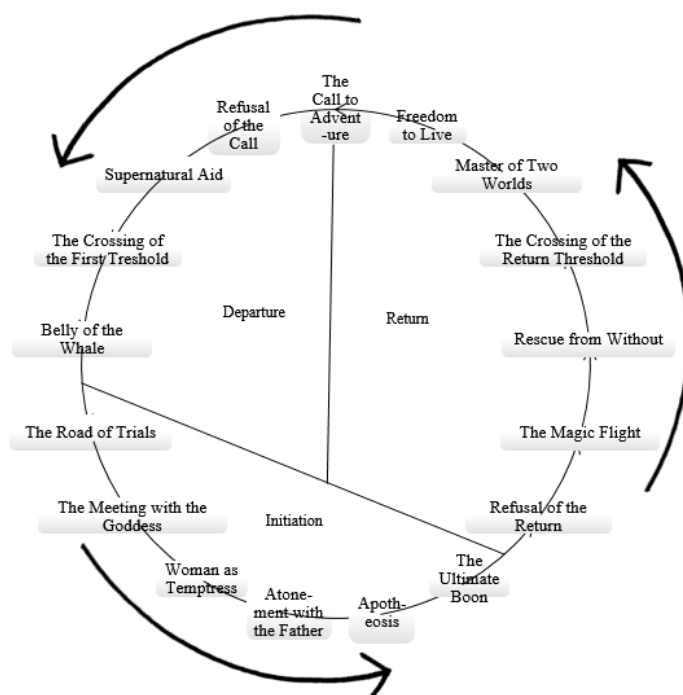 The
Call to
Advent
-ure
Refusal
of the
Call
Supernatural Aid
The Crossing of
the First Treshold
Belly of the
Whale
The Road of Trials
The Meeting with the
Goddess
Woman as
Temptress
Atone-
ment with
the Father
Apoth-
eosis
The
Ultimate
Boon
Refusal of the
Return
The Magic Flight
Rescue from Without
The Crossing of the
Return Threshold
Master of Two
Worlds
Freedom
to Live
Departure
Return
Initiation